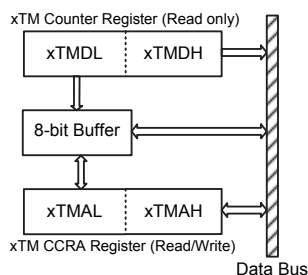 xTM Counter Register (Read only)
xTMDL xTMDH
8-bit Buffer
xTMAL xTMAH
xTM CCRA Register (Read/Write)
Data Bus